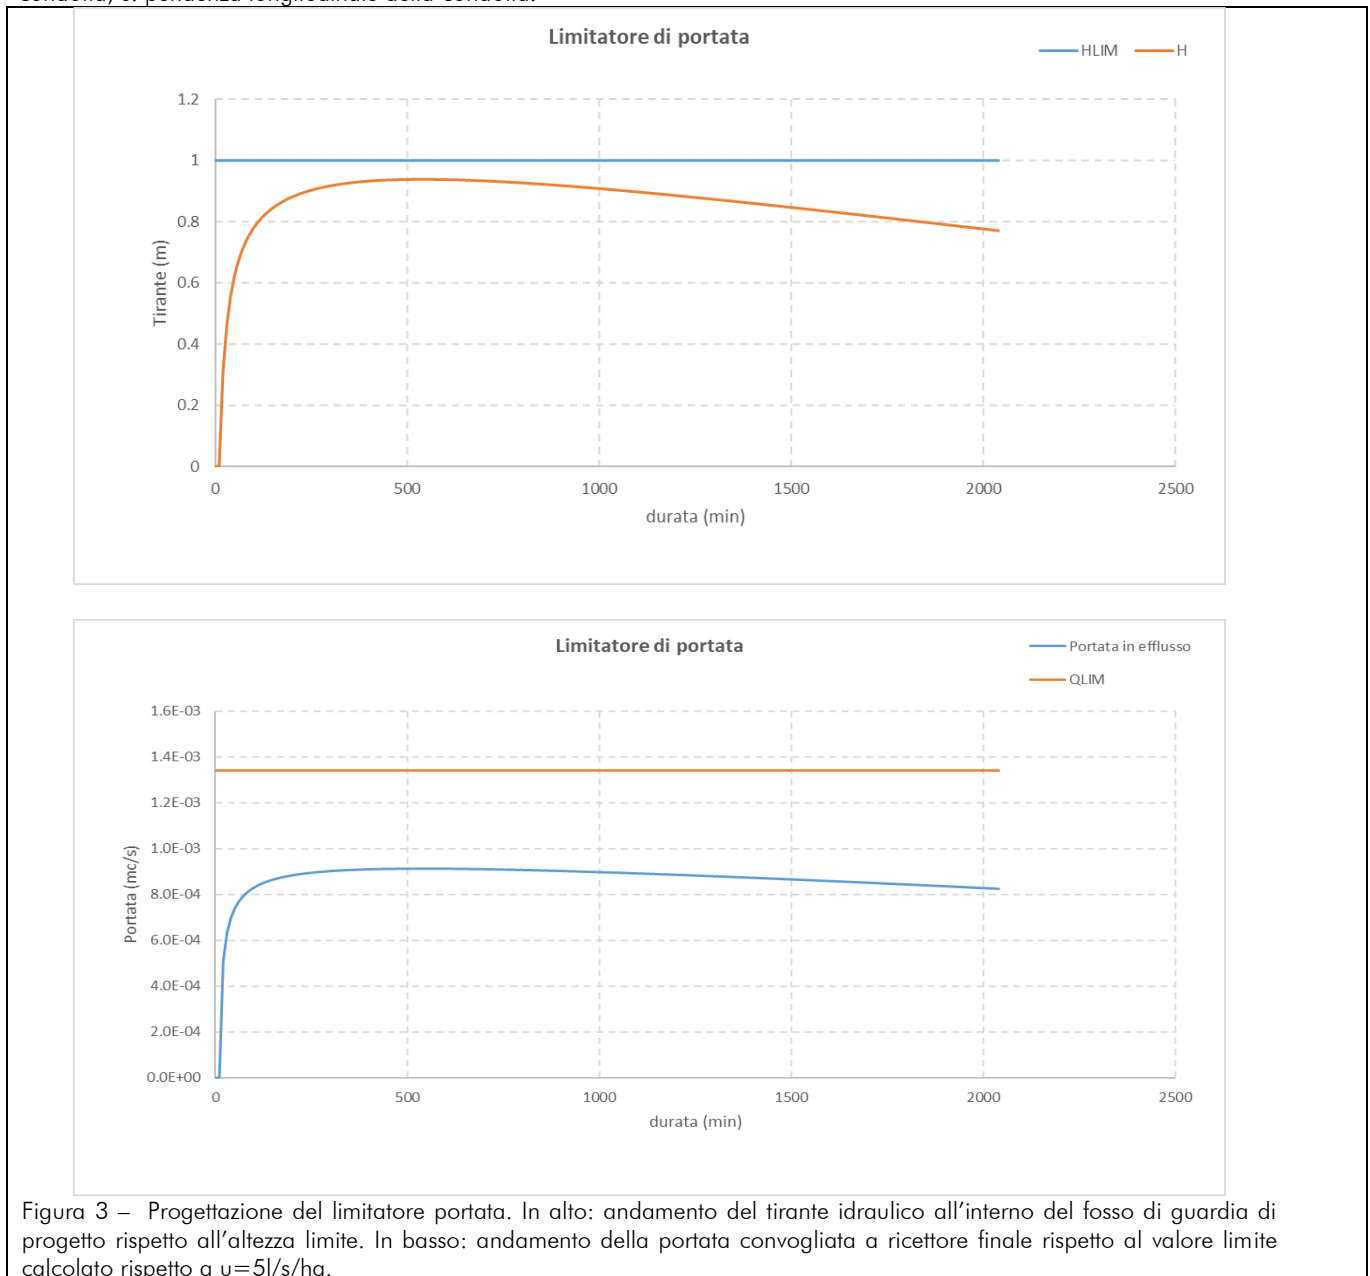 condotta; J: pendenza longitudinale della condotta.
Limitatore di portata
HLIM H
1.2
1
0.8
0.6
0.4
0.2
0
Tirante (m)
0 500 1000 1500 2000 2500
durata (min)
Limitatore di portata
Portata in efflusso
QLIM
1.6E-03
1.4E-03
1.2E-03
1.0E-03
8.0E-04
6.0E-04
4.0E-04
2.0E-04
0.0E+00
Portata (mc/s)
0 500 1000 1500 2000 2500
durata (min)
Figura 3 – Progettazione del limitatore portata. In alto: andamento del tirante idraulico all'interno del fosso di guardia di
progetto rispetto all'altezza limite. In basso: andamento della portata convogliata a ricettore finale rispetto al valore limite
calcolato rispetto a u=5l/s/ha.